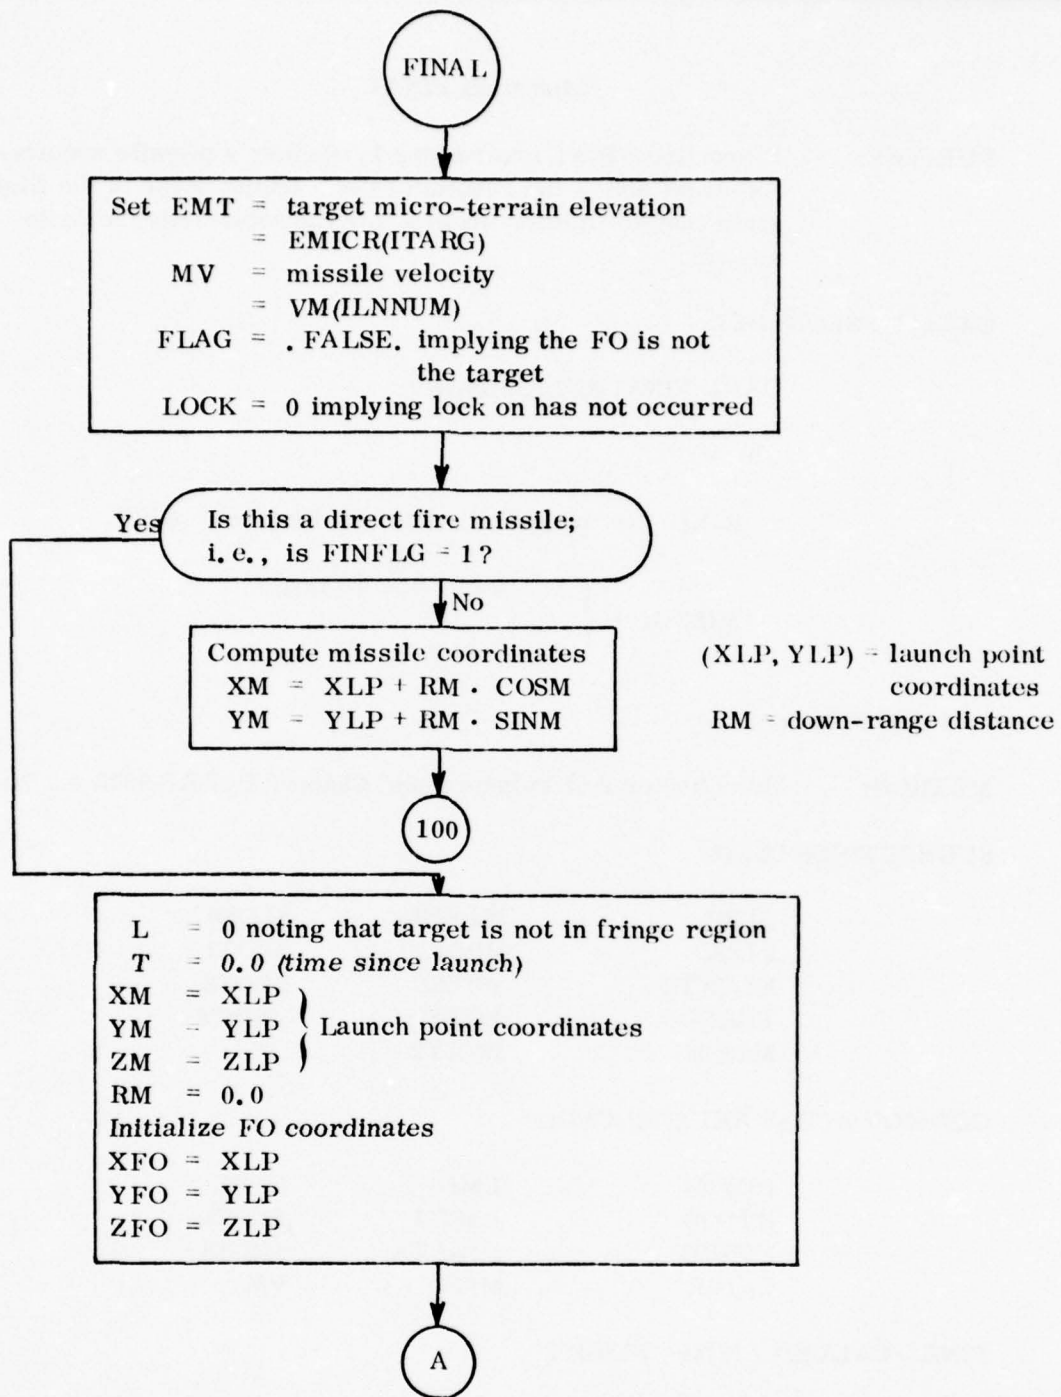 FINAL
Set EMT = target micro-terrain elevation
= EMICR(ITARG)
MV = missile velocity
= VM(ILNNUM)
FLAG = .FALSE. implying the FO is not
the target
LOCK = 0 implying lock on has not occurred
Yes
Is this a direct fire missile;
i.e., is FINFLG = 1?
No
Compute missile coordinates
XM = XLP + RM · COSM
YM = YLP + RM · SINM
(XLP, YLP) = launch point
coordinates
RM = down-range distance
100
L = 0 noting that target is not in fringe region
T = 0.0 (time since launch)
XM = XLP
YM = YLP } Launch point coordinates
ZM = ZLP
RM = 0.0
Initialize FO coordinates
XFO = XLP
YFO = YLP
ZFO = ZLP
A